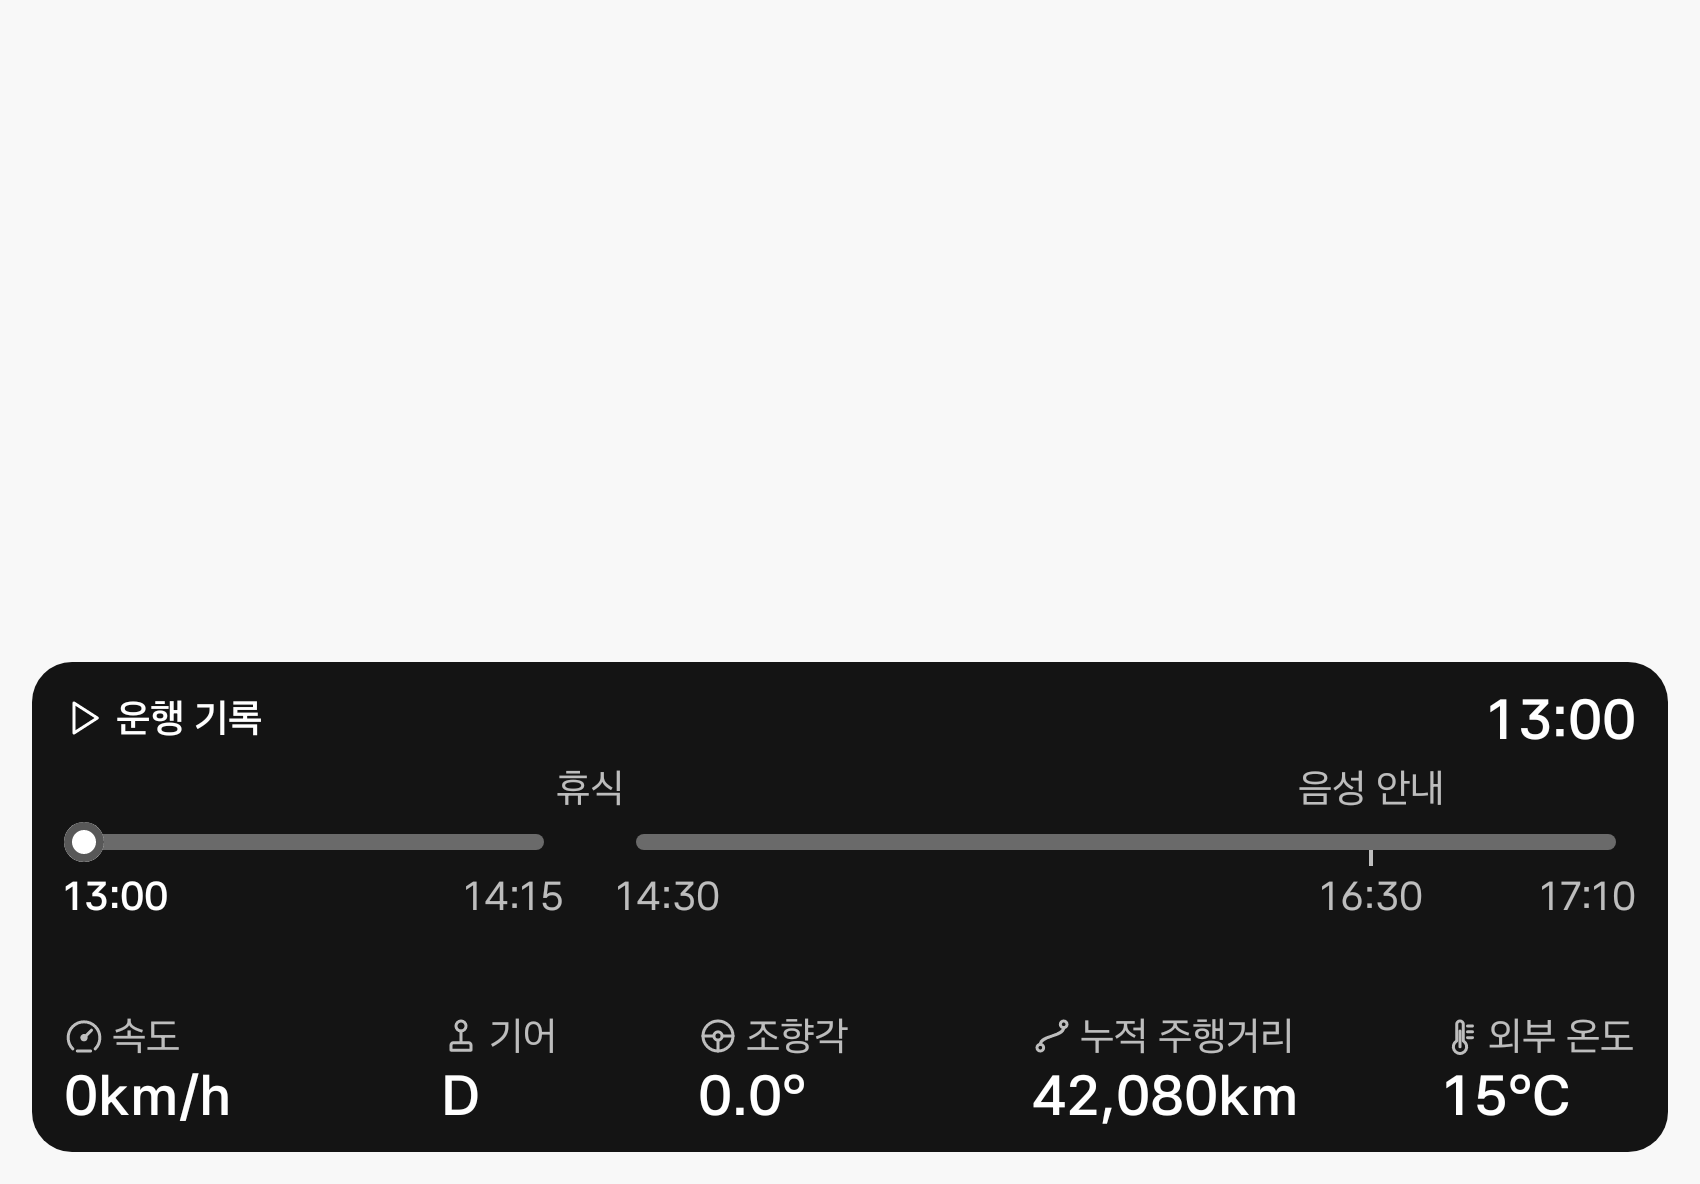 운행 기록
13:00
휴식
음성 안내
13:00
14:15
14:30
16:30
17:10
속도
0km/h
기어
D
조향각
0.0°
누적 주행거리
42,080km
외부 온도
15°C